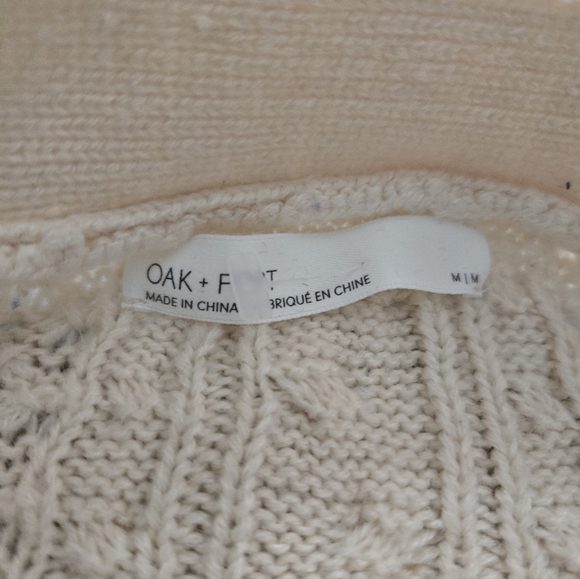 OAK + F
MADE IN CHINA
EN CHINE
M | M